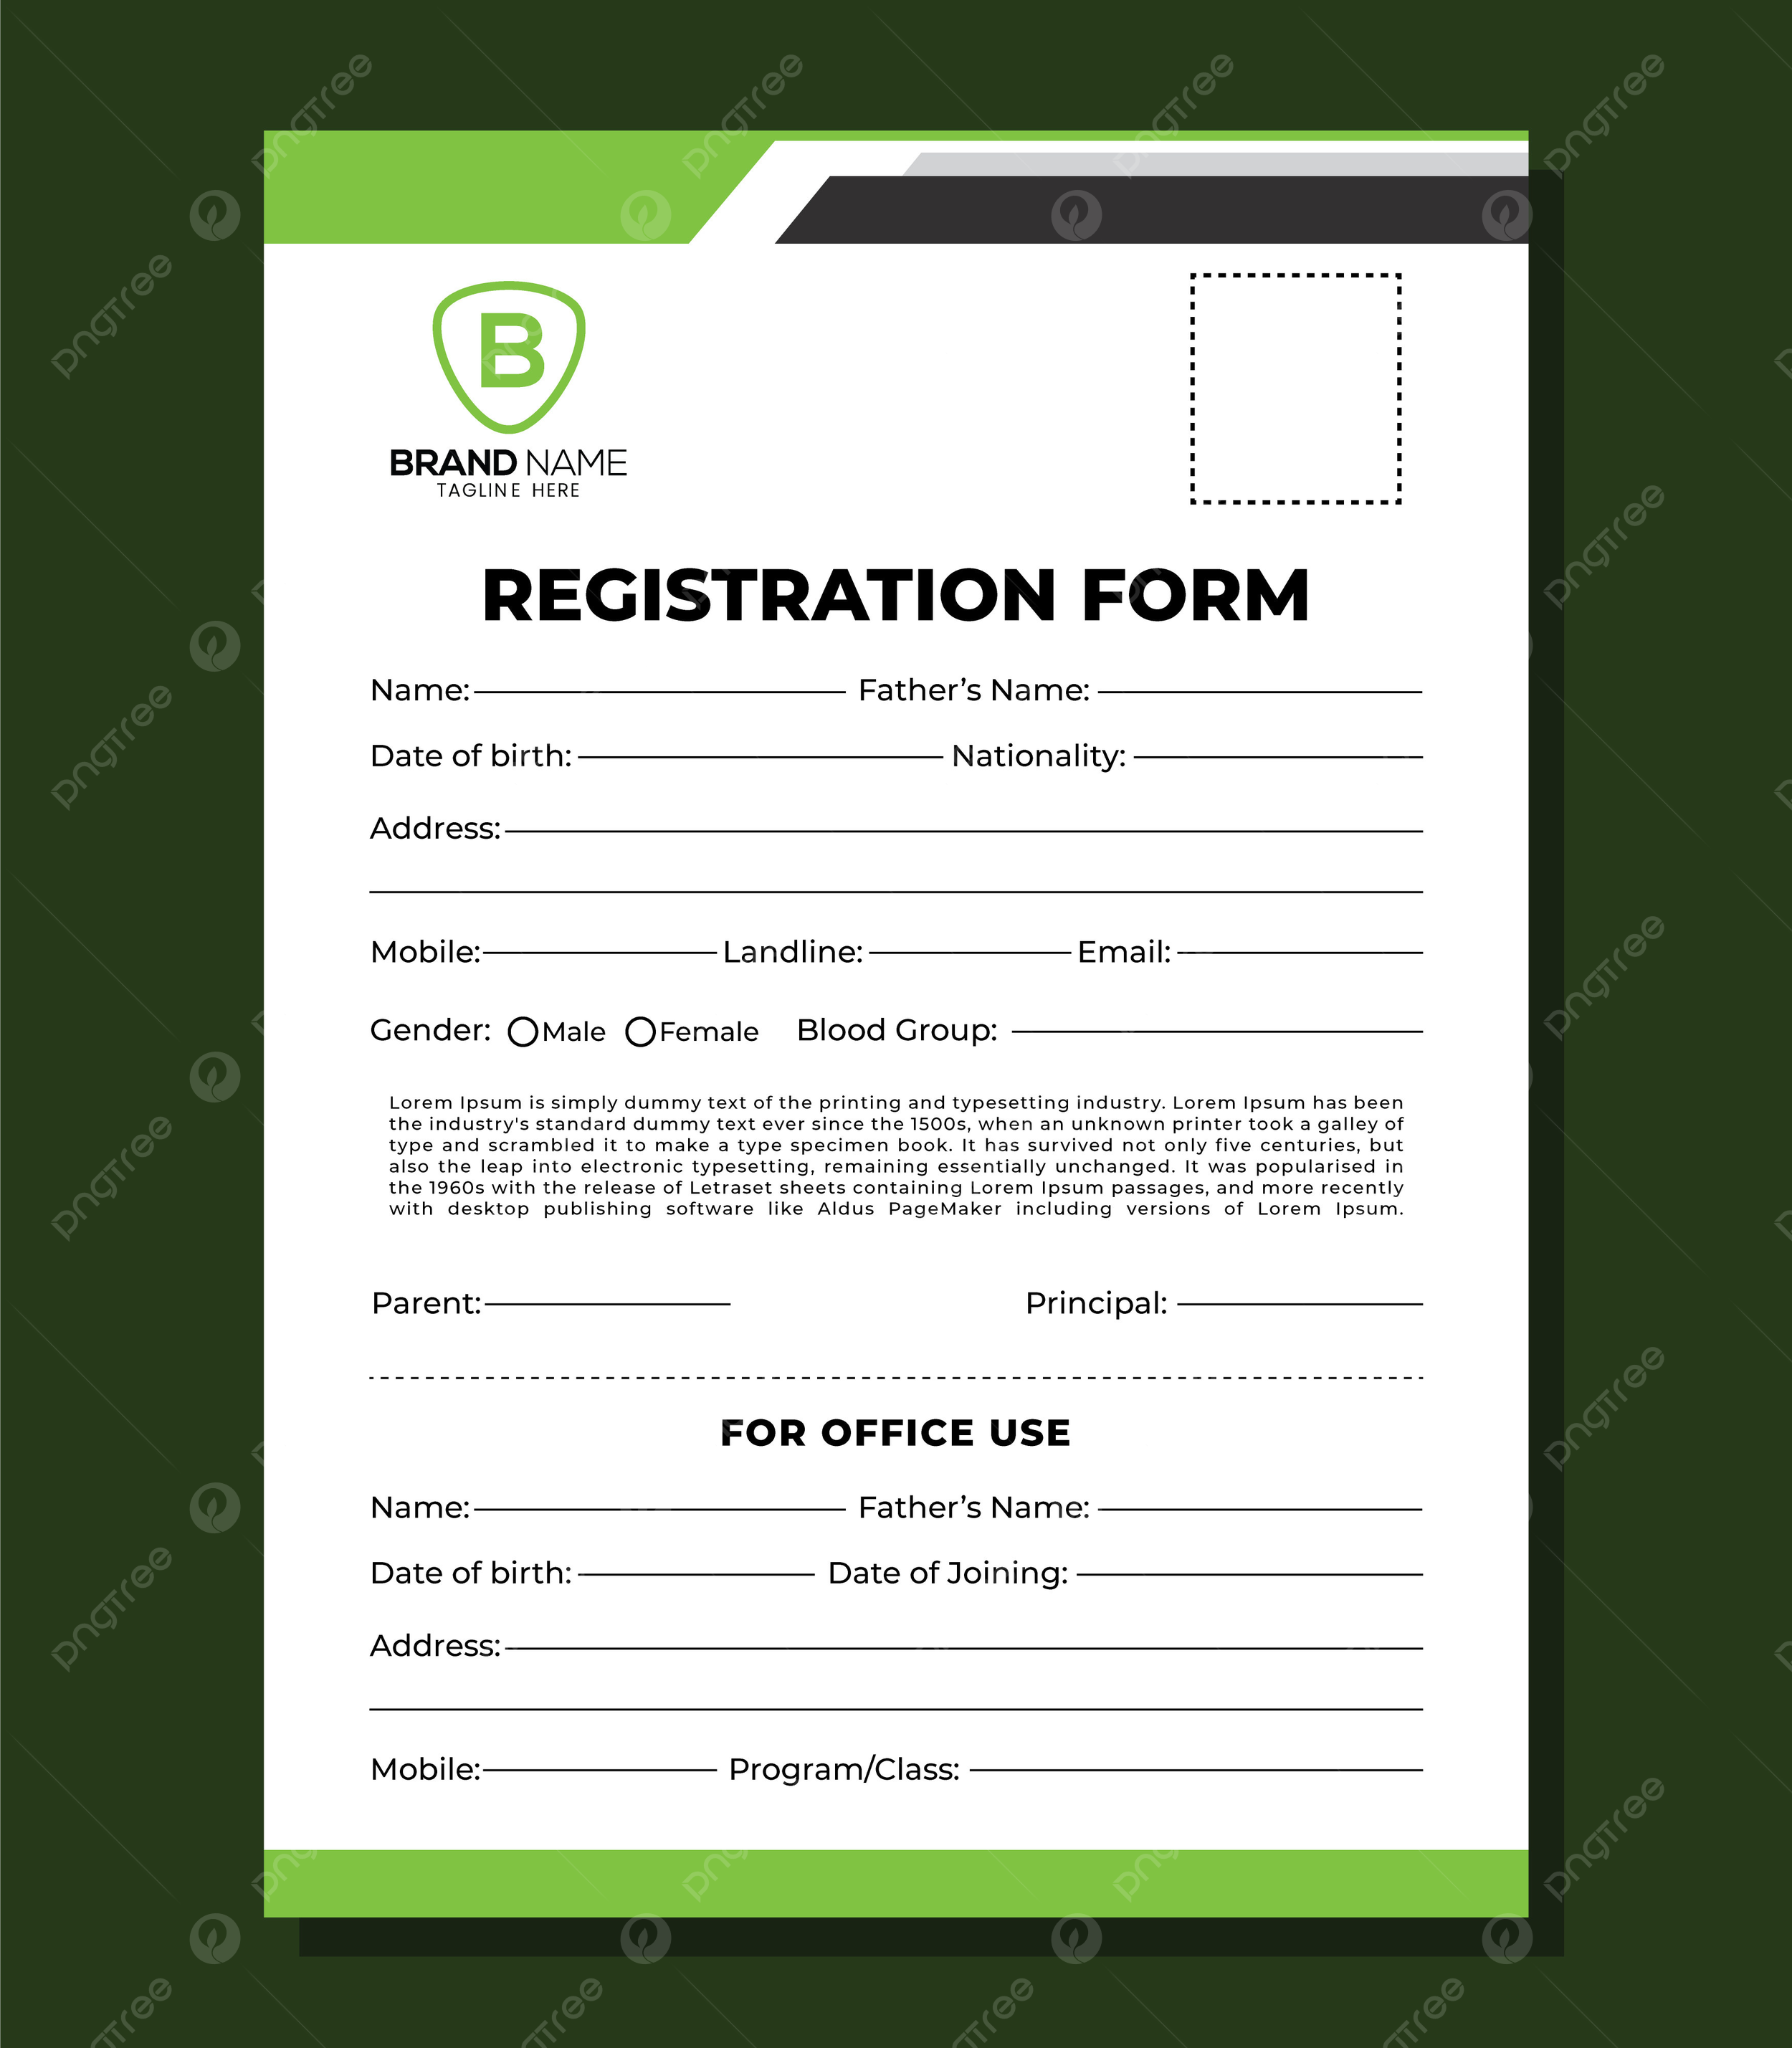 B
BRAND NAME
TAGLINE HERE
REGISTRATION FORM
Name: Father’s Name:
Date of birth: Nationality:
Address:
Mobile: Landline: Email:
Gender: Male Female Blood Group:
Lorem Ipsum is simply dummy text of the printing and typesetting industry. Lorem Ipsum has been
the industry's standard dummy text ever since the 1500s, when an unknown printer took a galley of
type and scrambled it to make a type specimen book. It has survived not only five centuries, but
also the leap into electronic typesetting, remaining essentially unchanged. It was popularised in
the 1960s with the release of Letraset sheets containing Lorem Ipsum passages, and more recently
with desktop publishing software like Aldus PageMaker including versions of Lorem Ipsum.
Parent: Principal:
FOR OFFICE USE
Name: Father’s Name:
Date of birth: Date of Joining:
Address:
Mobile: Program/Class:
pngtree